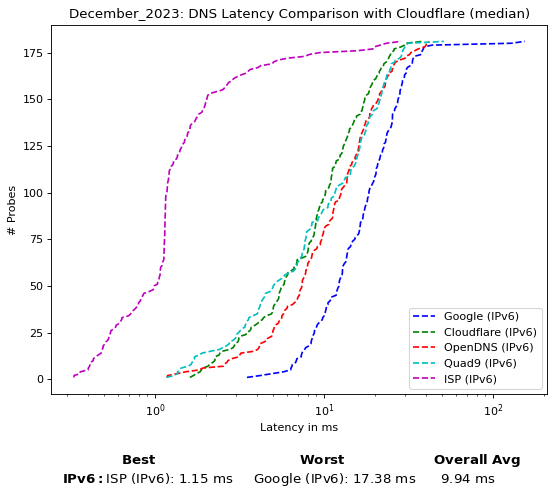 December_2023: DNS Latency Comparison with Cloudflare (median)
# Probes
175
150
125
100
75
50
25
0
10⁰
10¹
10²
Latency in ms
Google (IPv6)
Cloudflare (IPv6)
OpenDNS (IPv6)
Quad9 (IPv6)
ISP (IPv6)
Best Worst Overall Avg
IPv6: ISP (IPv6): 1.15 ms Google (IPv6): 17.38 ms 9.94 ms